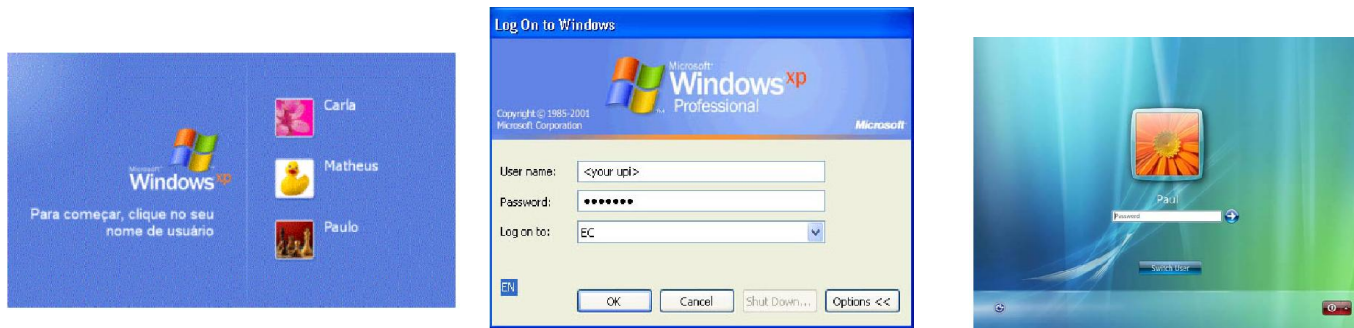 Microsoft
Windows xp
Para começar, clique no seu
nome de usuário
Carla
Matheus
Paulo
Log On to Windows
Microsoft
Windows xp
Professional
Copyright © 1985-2001
Microsoft Corporation
Microsoft
User name: <your upi>
Password: •••••••
Log on to: EC
EN
OK Cancel Shut Down... Options <<
Paul
Password
Switch User